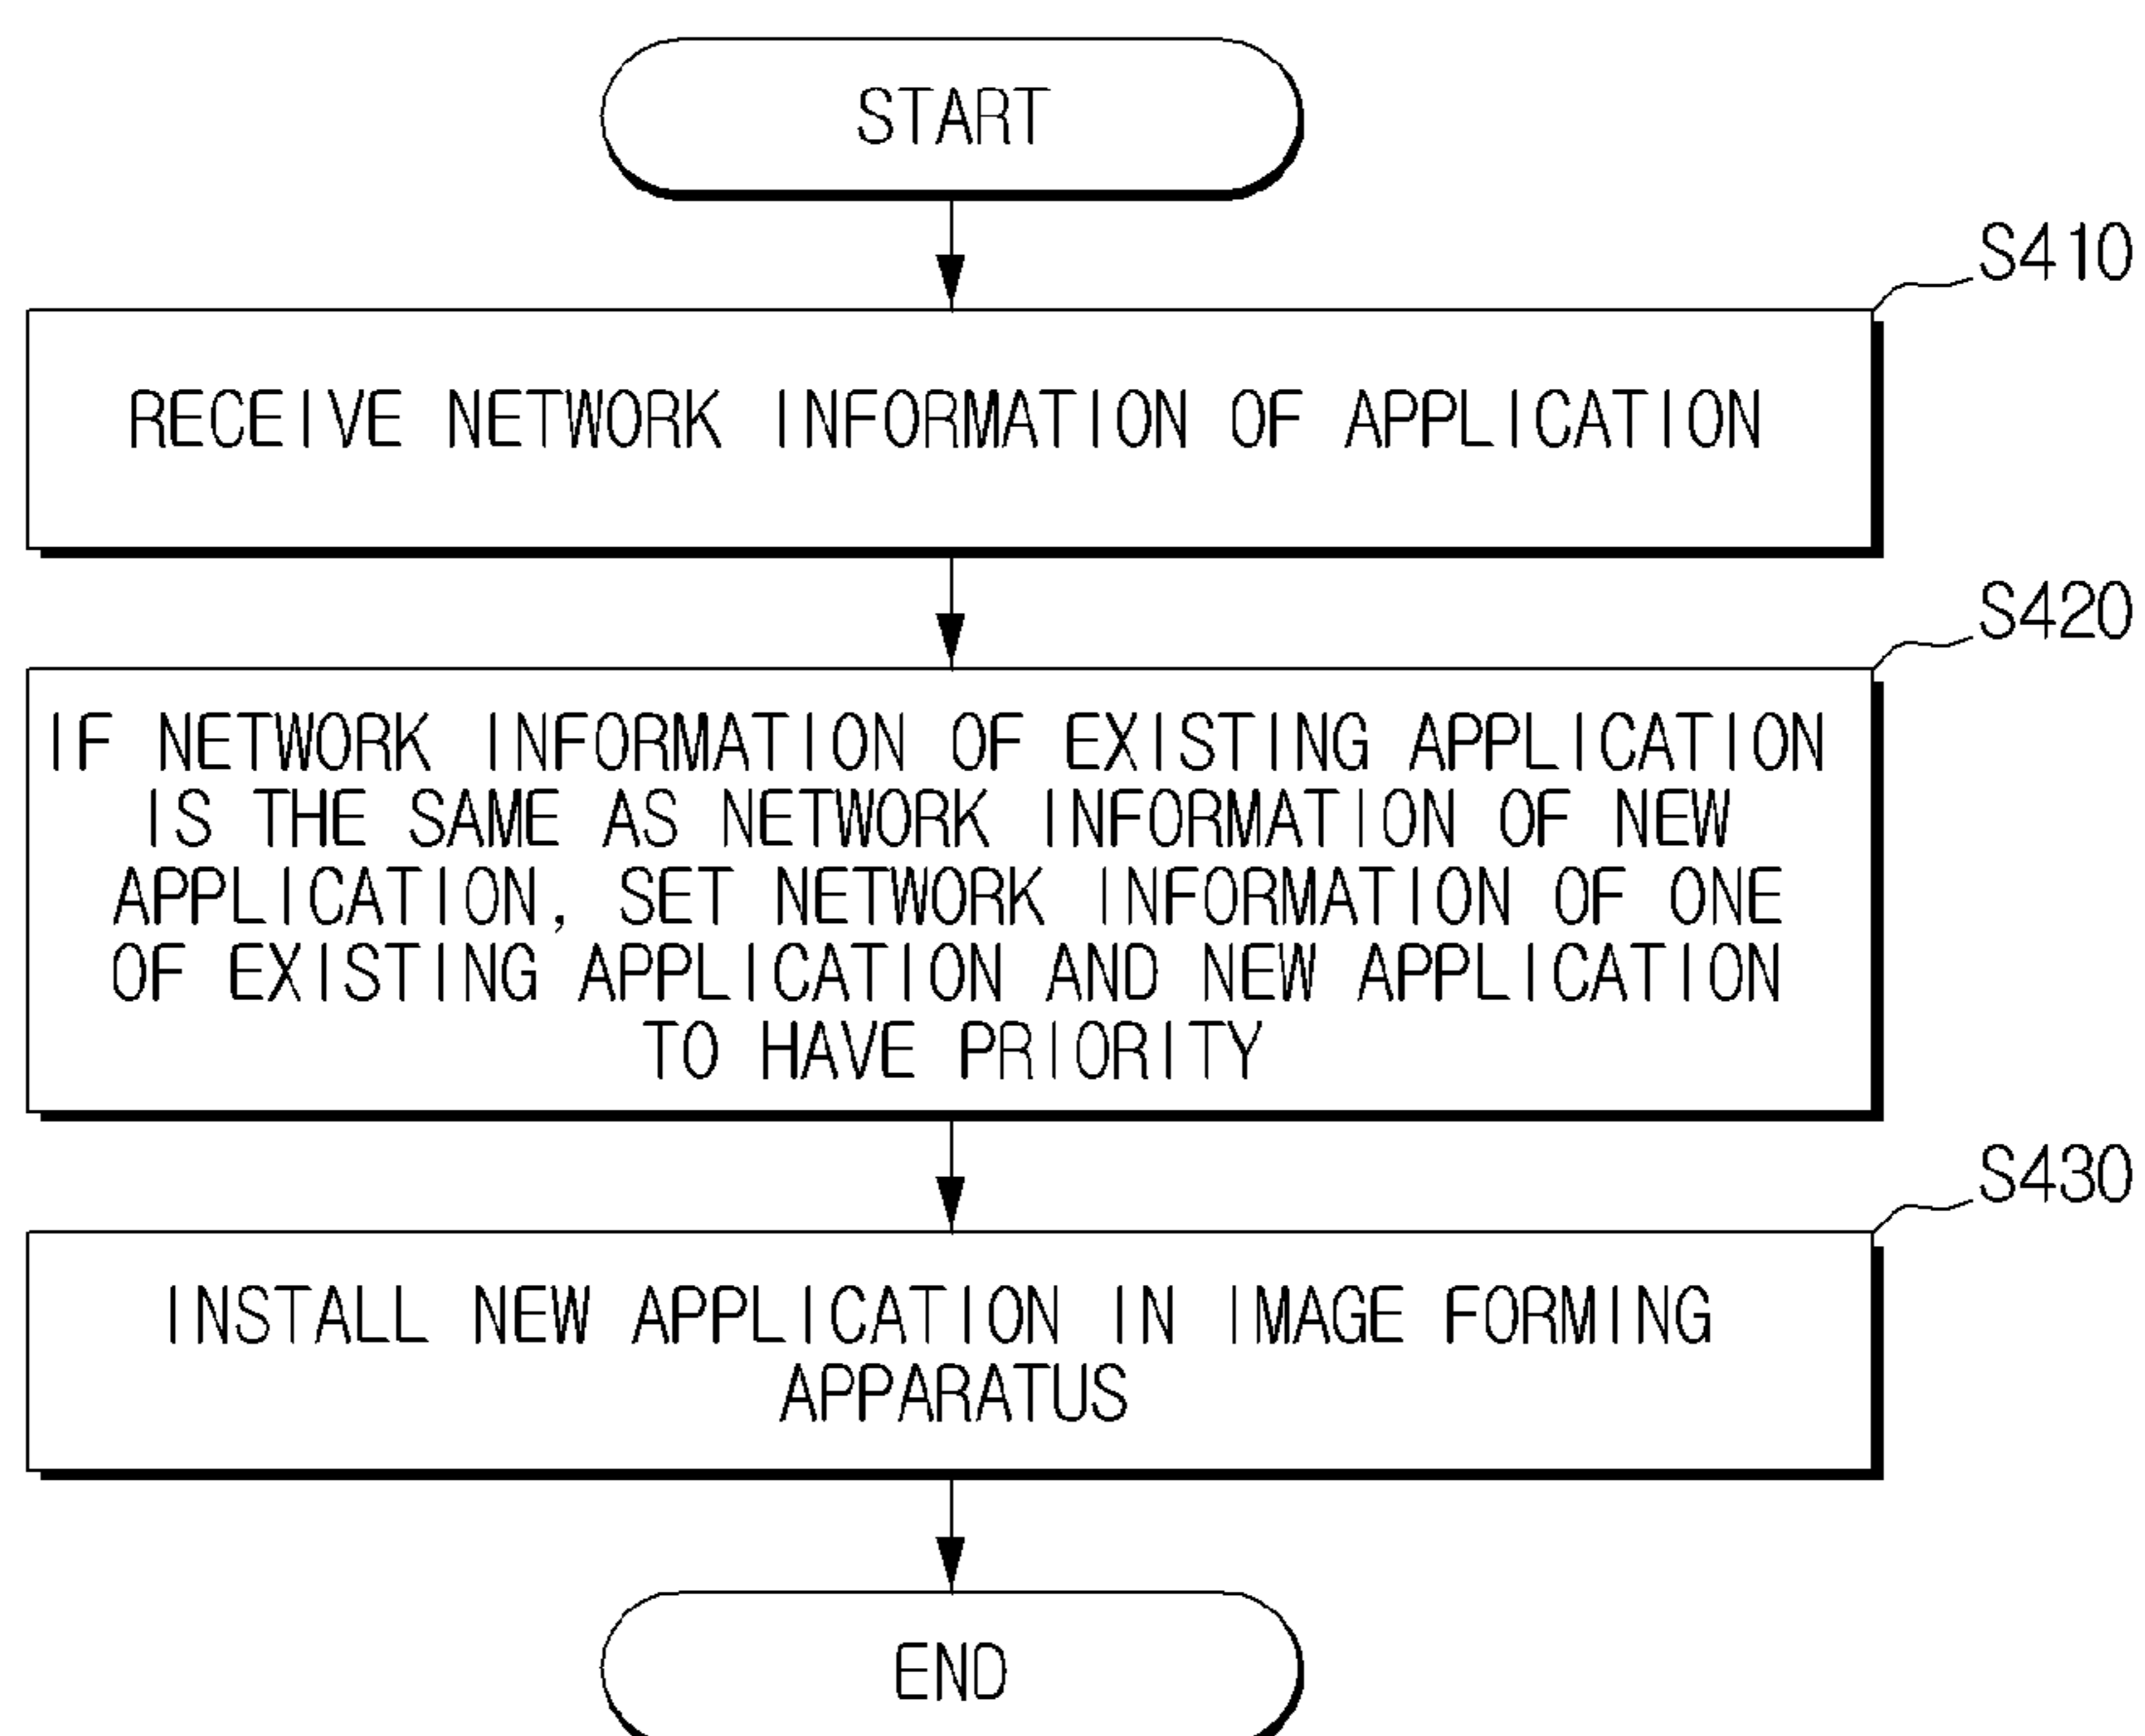 START
S410
RECEIVE NETWORK INFORMATION OF APPLICATION
S420
IF NETWORK INFORMATION OF EXISTING APPLICATION
IS THE SAME AS NETWORK INFORMATION OF NEW
APPLICATION, SET NETWORK INFORMATION OF ONE
OF EXISTING APPLICATION AND NEW APPLICATION
TO HAVE PRIORITY
S430
INSTALL NEW APPLICATION IN IMAGE FORMING
APPARATUS
END